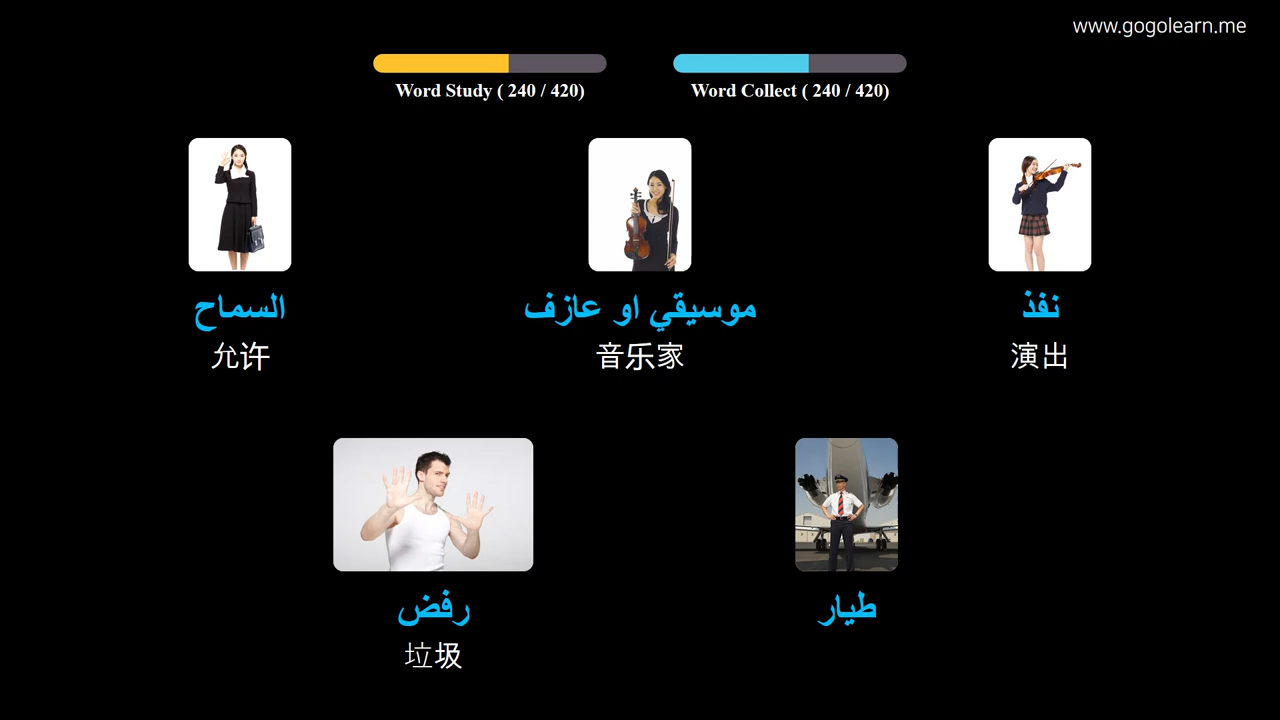 www.gogolearn.me
Word Study ( 240 / 420)
Word Collect ( 240 / 420)
السماح
允许
موسيقي او عازف
音乐家
نفذ
演出
رفض
垃圾
طيار